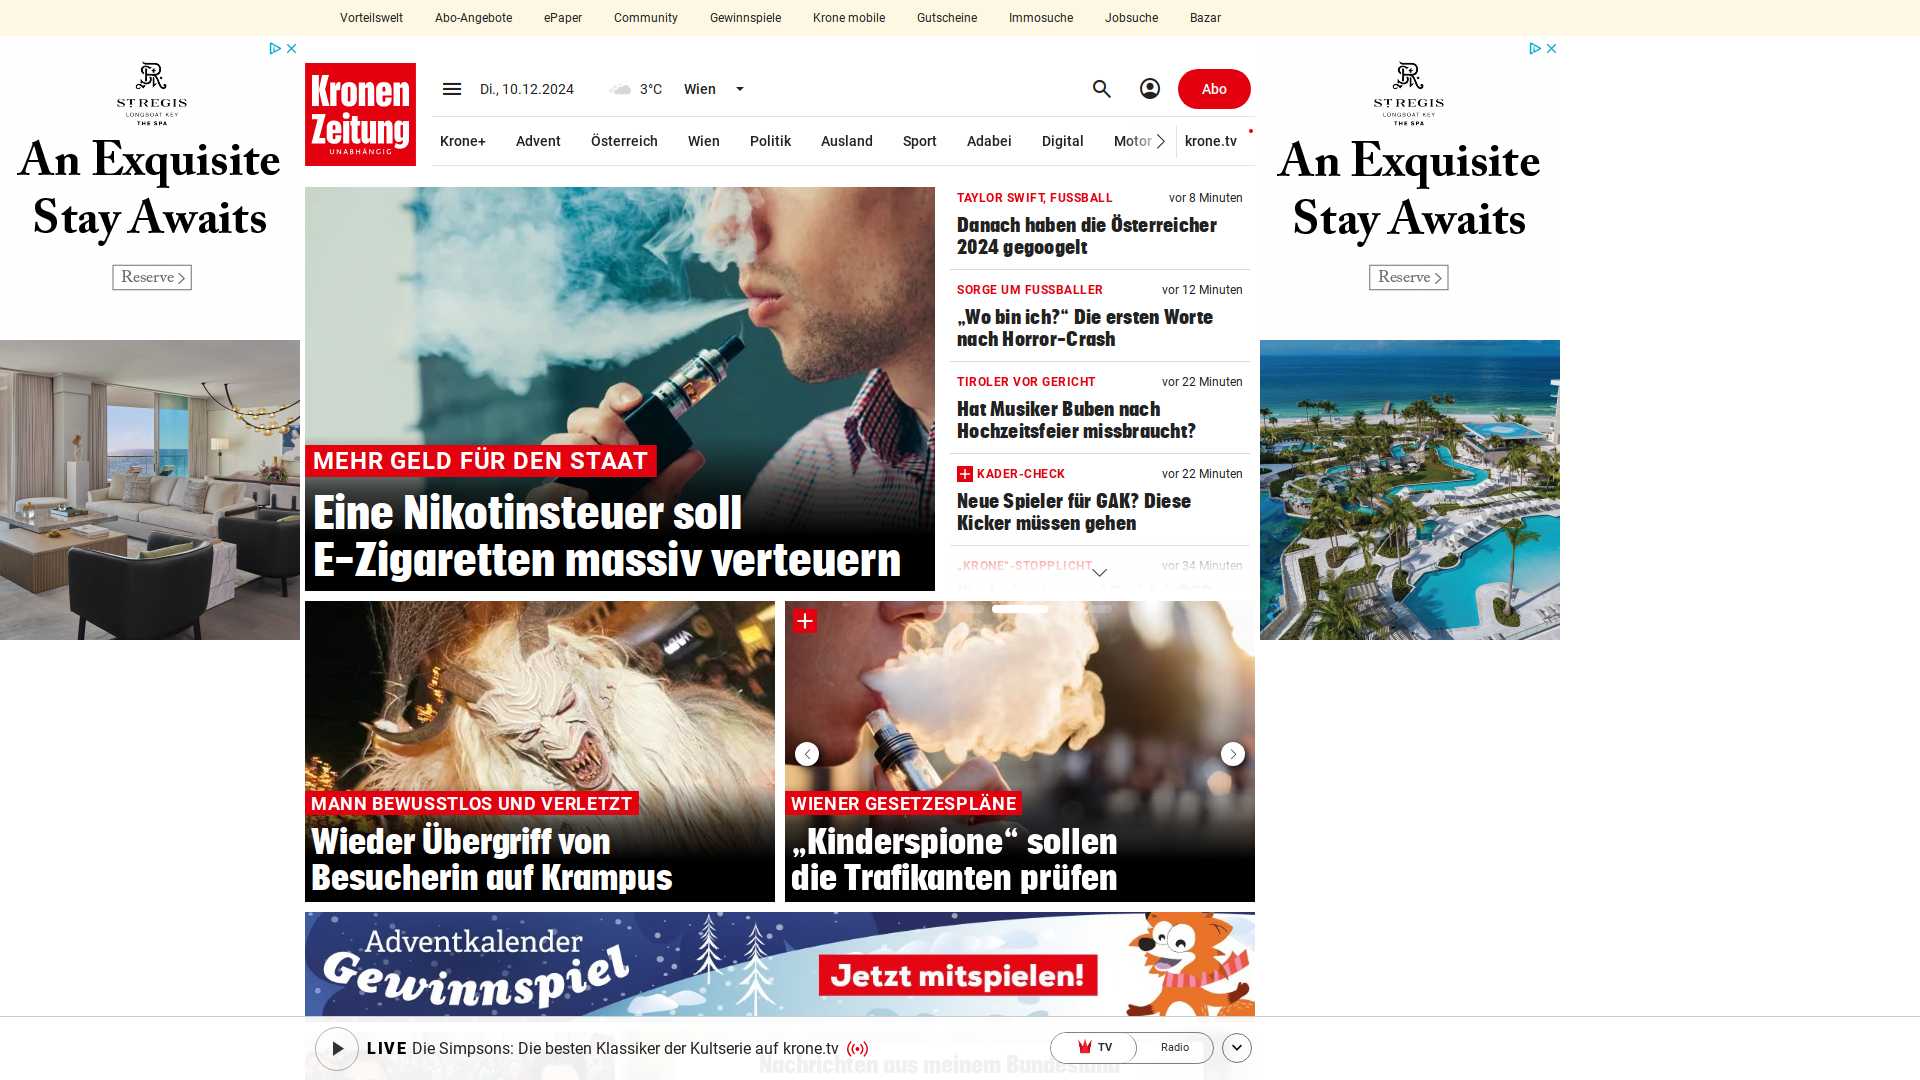 Vorteilswelt Abo-Angebote ePaper Community Gewinnspiele Krone mobile Gutscheine Immosuche Jobsuche Bazar
ST REGIS
LONGBOAT KEY
THE SPA
An Exquisite
Stay Awaits
Reserve
Kronen
Zeitung
UNABHÄNGIG
Di., 10.12.2024 3°C Wien
Abo
Krone+ Advent Österreich Wien Politik Ausland Sport Adabei Digital Motor krone.tv
ST REGIS
LONGBOAT KEY
THE SPA
An Exquisite
Stay Awaits
Reserve
MEHR GELD FÜR DEN STAAT
Eine Nikotinsteuer soll
E-Zigaretten massiv verteuern
TAYLOR SWIFT, FUSSBALL vor 8 Minuten
Danach haben die Österreicher
2024 gegoogelt
SORGE UM FUSSBALLER vor 12 Minuten
„Wo bin ich?“ Die ersten Worte
nach Horror-Crash
TIROLER VOR GERICHT vor 22 Minuten
Hat Musiker Buben nach
Hochzeitsfeier missbraucht?
KADER-CHECK vor 22 Minuten
Neue Spieler für GAK? Diese
Kicker müssen gehen
„KRONE“-STOPPLICHT vor 34 Minuten
MANN BEWUSSTLOS UND VERLETZT
Wieder Übergriff von
Besucherin auf Krampus
WIENER GESETZESPLÄNE
„Kinderspione“ sollen
die Trafikanten prüfen
Adventkalender
Gewinnspiel
Jetzt mitspielen!
LIVE Die Simpsons: Die besten Klassiker der Kultserie auf krone.tv
TV Radio
Nachrichten aus meinem Bundesland